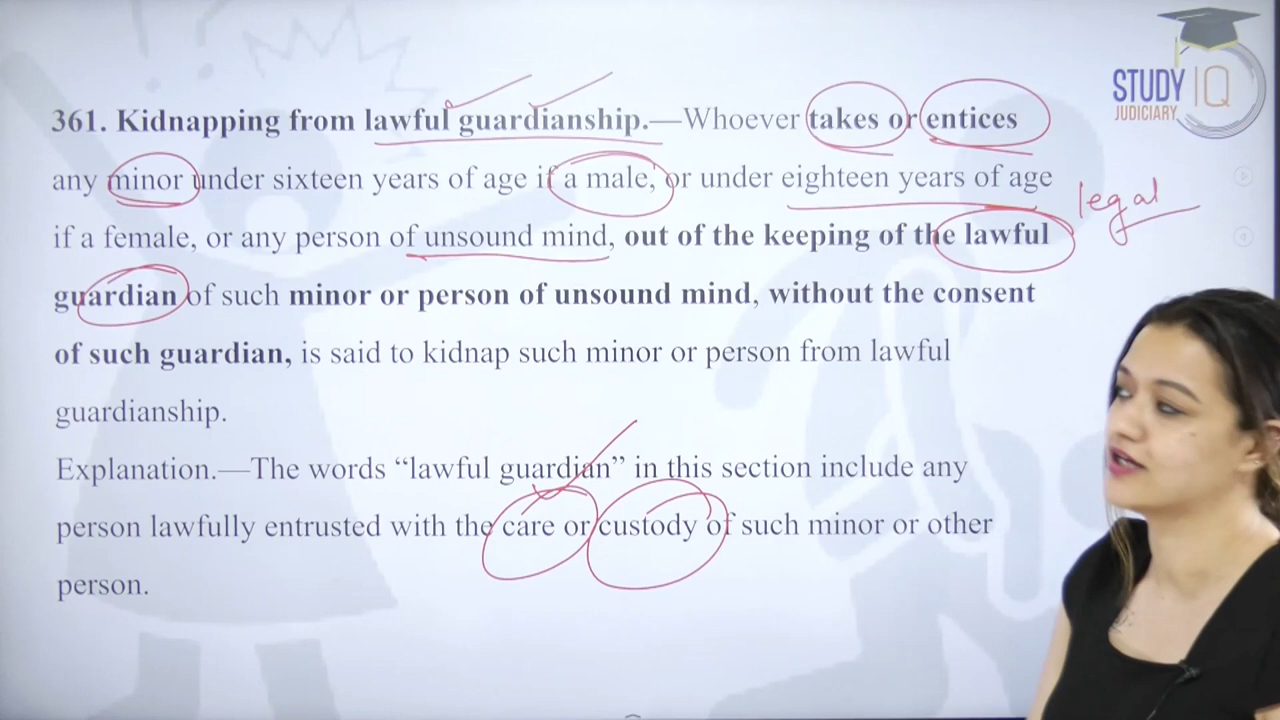 STUDY IQ
JUDICIARY
361. Kidnapping from lawful guardianship.—Whoever takes or entices
any minor under sixteen years of age if a male, or under eighteen years of age
legal
if a female, or any person of unsound mind, out of the keeping of the lawful
guardian of such minor or person of unsound mind, without the consent
of such guardian, is said to kidnap such minor or person from lawful
guardianship.
Explanation.—The words “lawful guardian” in this section include any
person lawfully entrusted with the care or custody of such minor or other
person.